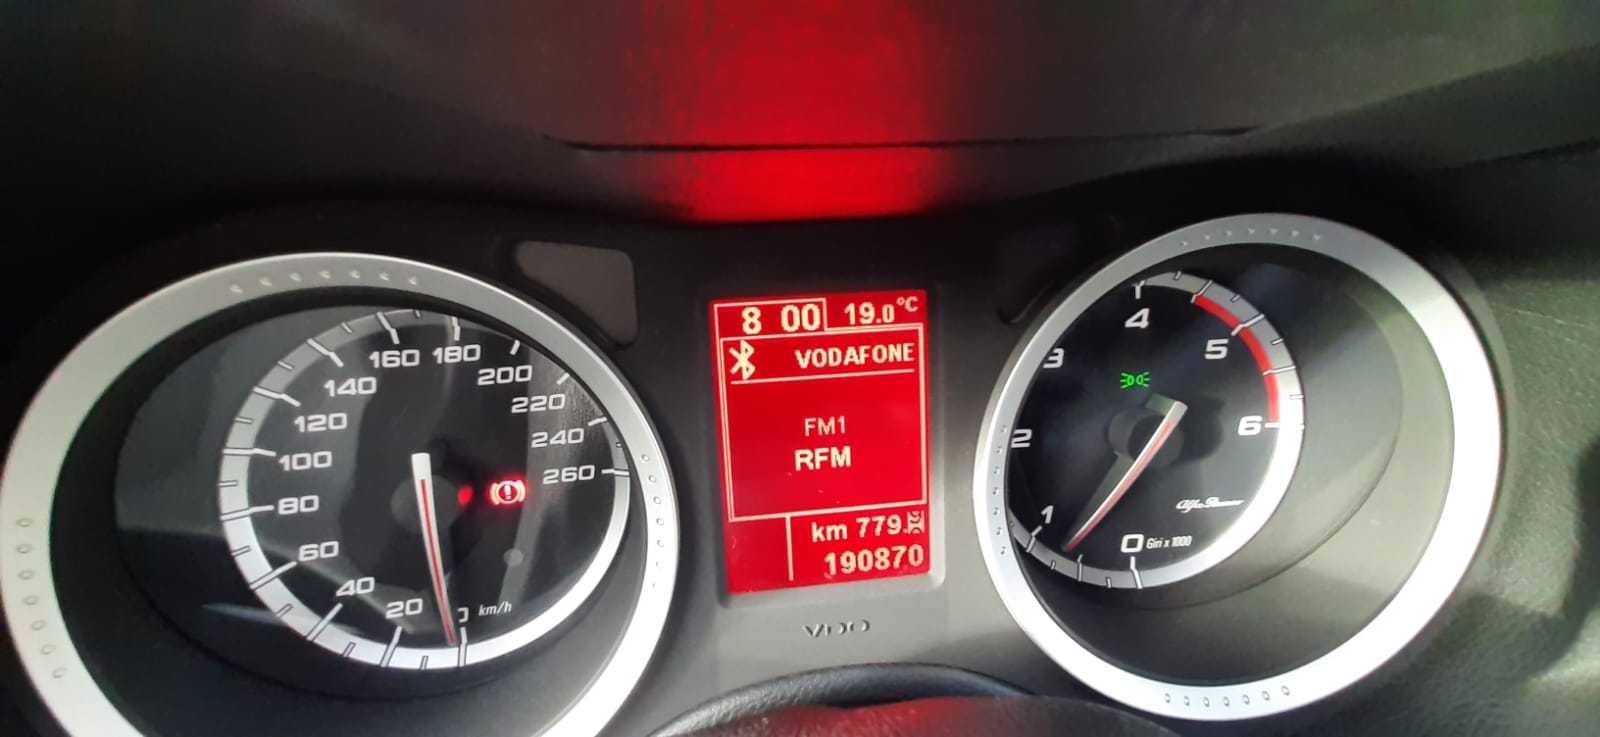 160 180
140 200
120 220
100 240
80 260
60
40
20 0 km/h
8 00 19.0°C
VODAFONE
FM1
RFM
km 779.
190870
VDO
4
3 5
2 6
1
0 Giri x 1000
Alfa Romeo